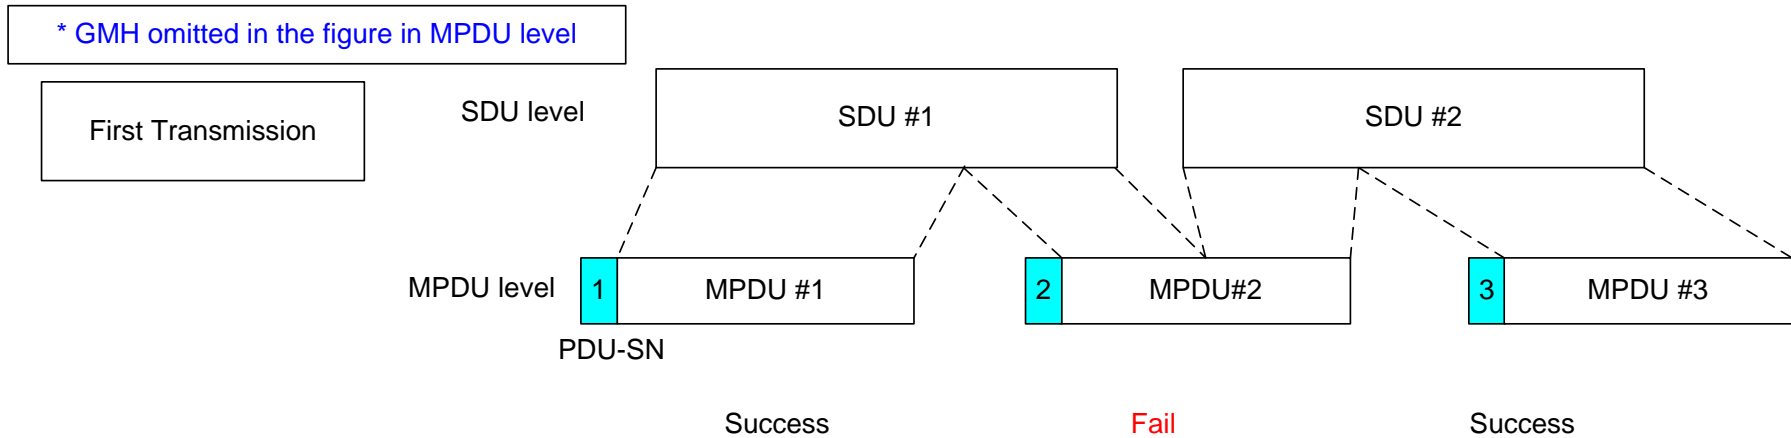 * GMH omitted in the figure in MPDU level
First Transmission
SDU level
SDU #1
SDU #2
MPDU level
1
MPDU #1
2
MPDU#2
3
MPDU #3
PDU-SN
Success
Fail
Success